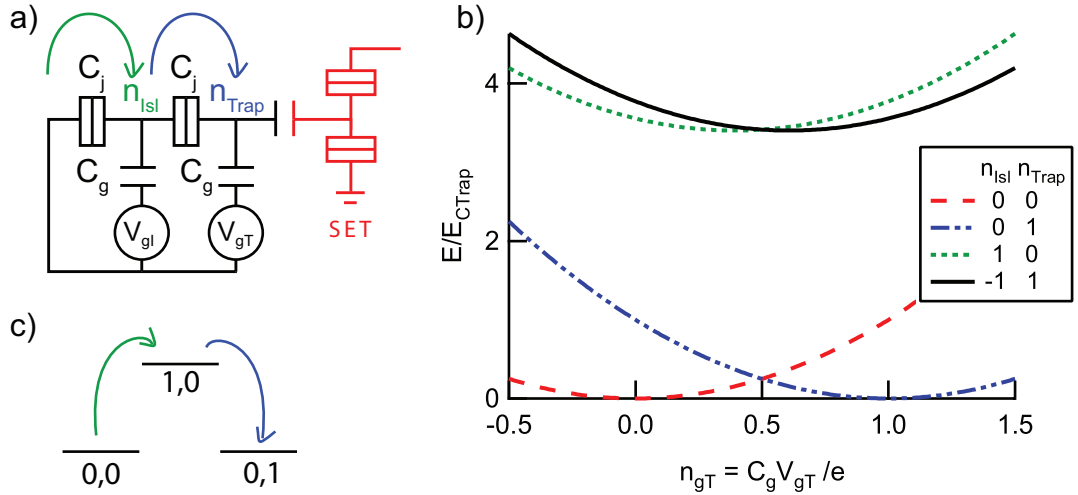 a)
C_j C_j
n_Isl n_Trap
C_g C_g
V_gI V_gT
SET
b)
E/E_CTrap
4
2
0
-0.5 0.0 0.5 1.0 1.5
n_gT = C_gV_gT /e
n_Isl n_Trap
0 0
0 1
1 0
-1 1
c)
1,0
0,0 0,1